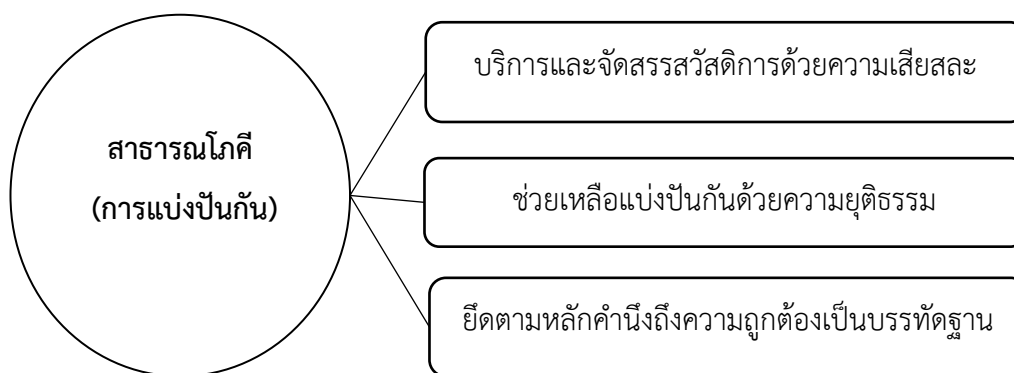 สาธารณโภคี
(การแบ่งปันกัน)
บริการและจัดสรรสวัสดิการด้วยความเสียสละ
ช่วยเหลือแบ่งปันกันด้วยความยุติธรรม
ยึดตามหลักคำนึงถึงความถูกต้องเป็นบรรทัดฐาน